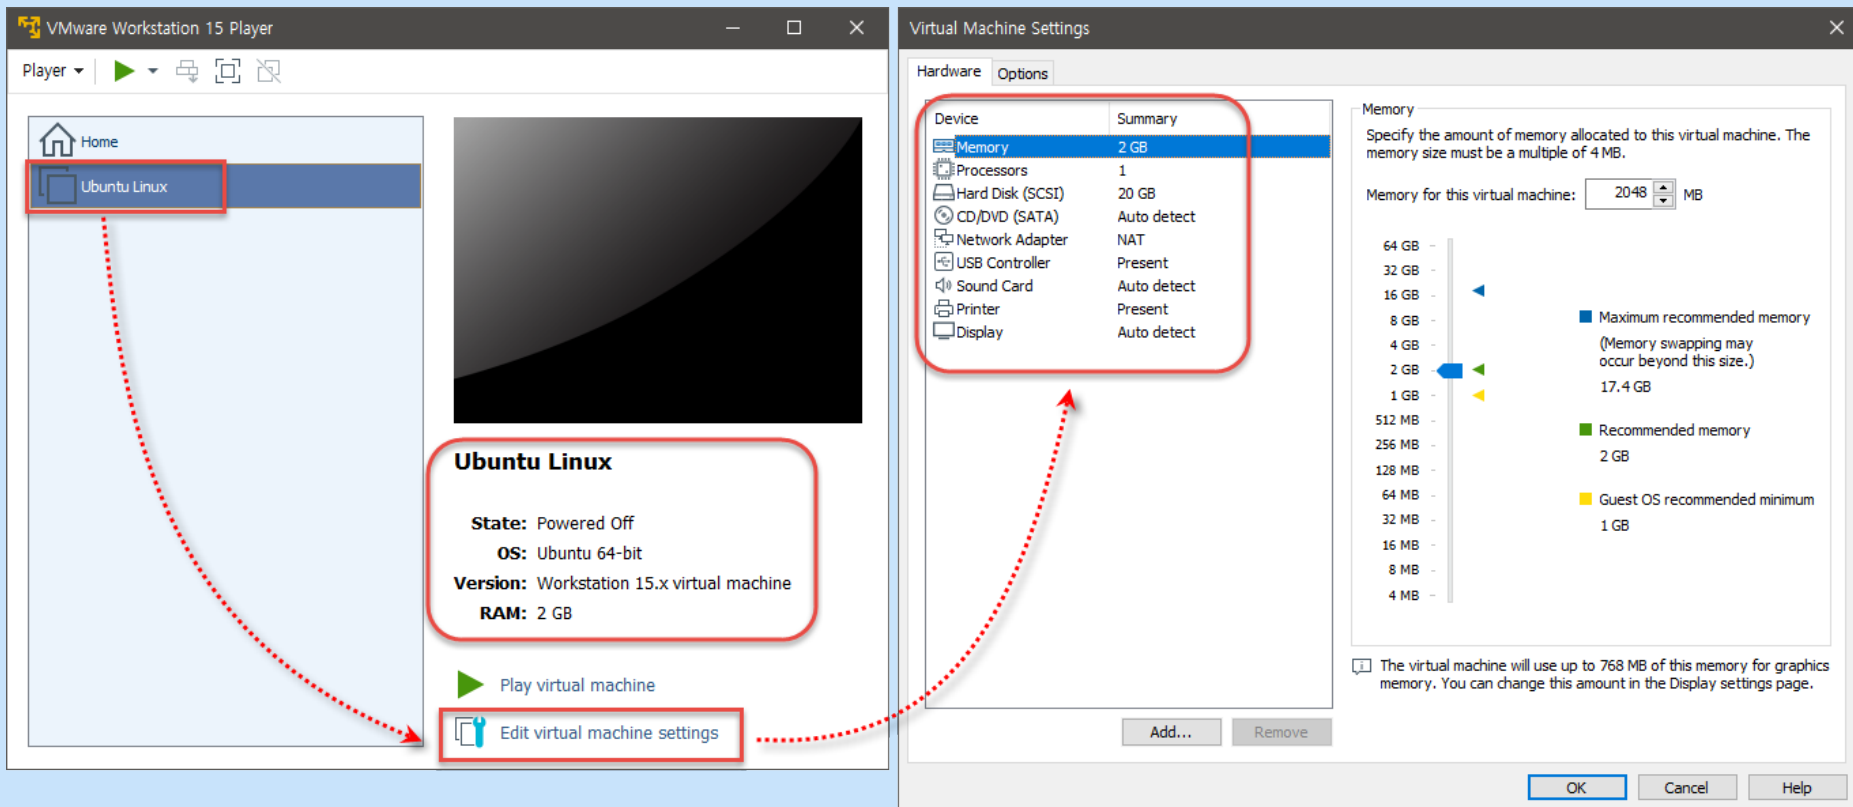 VMware Workstation 15 Player
Player
Home
Ubuntu Linux
Ubuntu Linux
State: Powered Off
OS: Ubuntu 64-bit
Version: Workstation 15.x virtual machine
RAM: 2 GB
Play virtual machine
Edit virtual machine settings
Virtual Machine Settings
Hardware Options
Device Summary
Memory 2 GB
Processors 1
Hard Disk (SCSI) 20 GB
CD/DVD (SATA) Auto detect
Network Adapter NAT
USB Controller Present
Sound Card Auto detect
Printer Present
Display Auto detect
Add... Remove
Memory
Specify the amount of memory allocated to this virtual machine. The
memory size must be a multiple of 4 MB.
Memory for this virtual machine: 2048 MB
64 GB
32 GB
16 GB
8 GB
4 GB
2 GB
1 GB
512 MB
256 MB
128 MB
64 MB
32 MB
16 MB
8 MB
4 MB
Maximum recommended memory
(Memory swapping may
occur beyond this size.)
17.4 GB
Recommended memory
2 GB
Guest OS recommended minimum
1 GB
The virtual machine will use up to 768 MB of this memory for graphics
memory. You can change this amount in the Display settings page.
OK Cancel Help